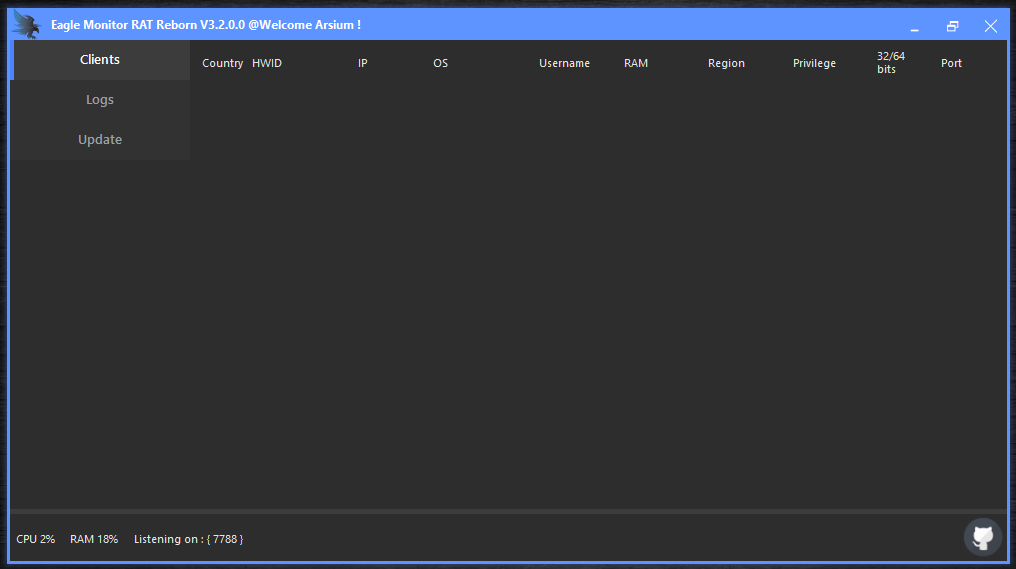 Eagle Monitor RAT Reborn V3.2.0.0 @Welcome Arsium !
Clients
Logs
Update
Country HWID IP OS Username RAM Region Privilege 32/64 bits Port
CPU 2% RAM 18% Listening on : { 7788 }